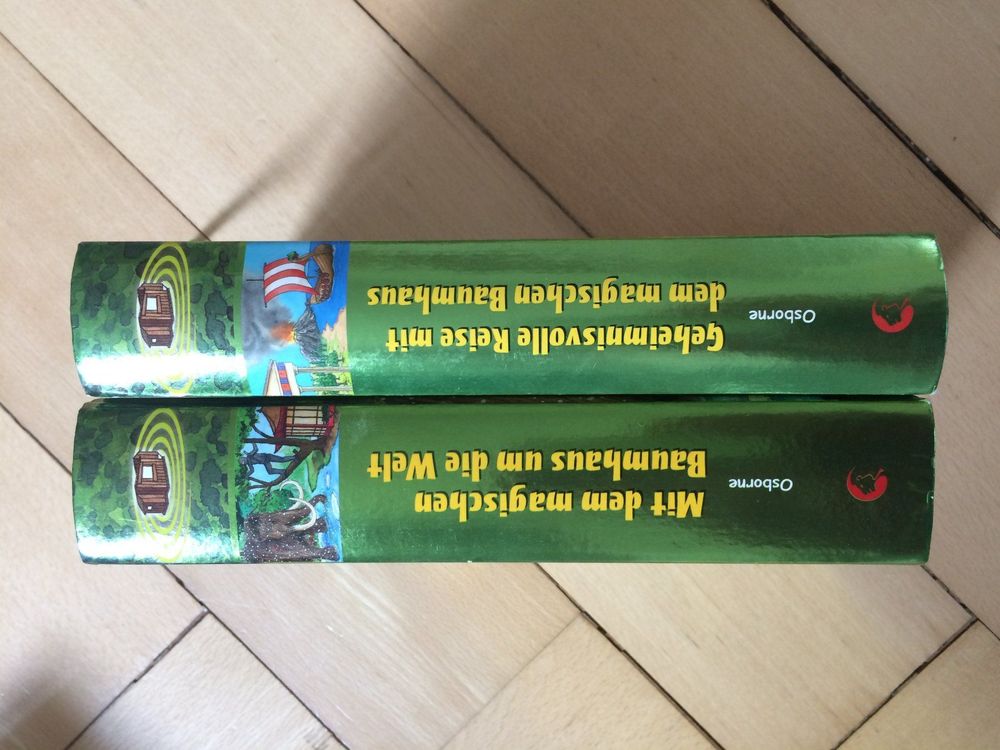 Osborne
Geheimnisvolle Reise mit
dem magischen Baumhaus
Osborne
Mit dem magischen
Baumhaus um die Welt